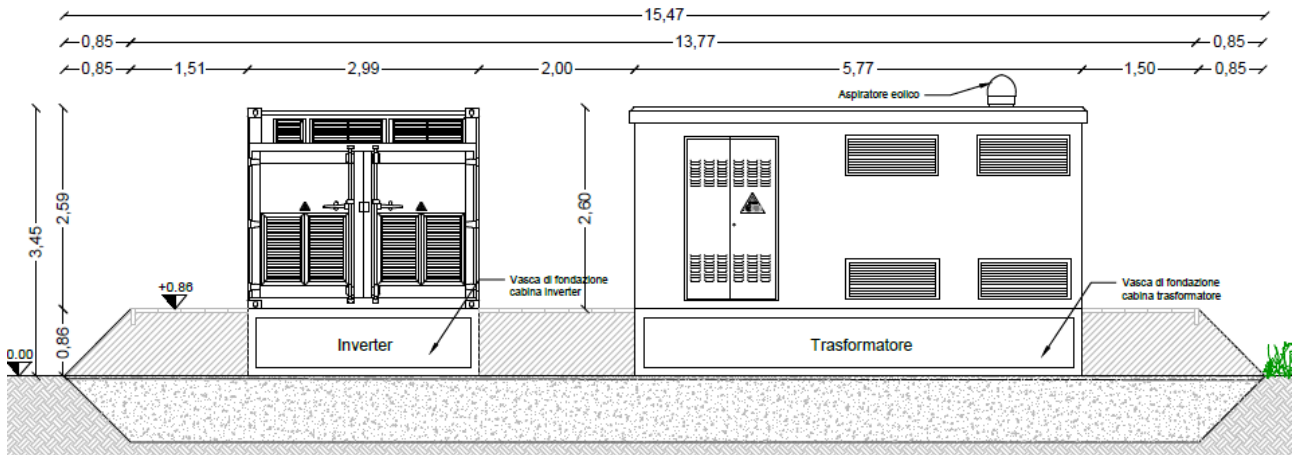 15,47
0,85
13,77
0,85
0,85
1,51
2,99
2,00
5,77
1,50
0,85
Aspiratore eolico
3,45
2,59
2,60
0,86
+0.86
0.00
Vasca di fondazione
cabina inverter
Vasca di fondazione
cabina trasformatore
Inverter
Trasformatore